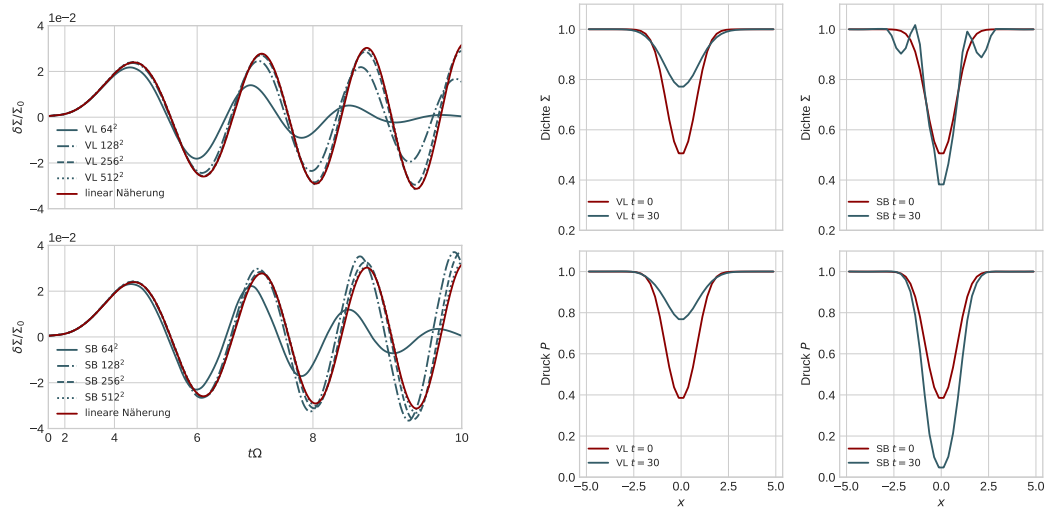 1e−2
4
2
0
−2
−4
δΣ/Σ0
VL 64²
VL 128²
VL 256²
VL 512²
linear Näherung
1e−2
4
2
0
−2
−4
δΣ/Σ0
SB 64²
SB 128²
SB 256²
SB 512²
lineare Näherung
0 2 4 6 8 10
tΩ
1.0
0.8
0.6
0.4
0.2
Dichte Σ
VL t = 0
VL t = 30
1.0
0.8
0.6
0.4
0.2
Dichte Σ
SB t = 0
SB t = 30
1.0
0.8
0.6
0.4
0.2
0.0
Druck P
VL t = 0
VL t = 30
−5.0 −2.5 0.0 2.5 5.0
x
1.0
0.8
0.6
0.4
0.2
0.0
Druck P
SB t = 0
SB t = 30
−5.0 −2.5 0.0 2.5 5.0
x